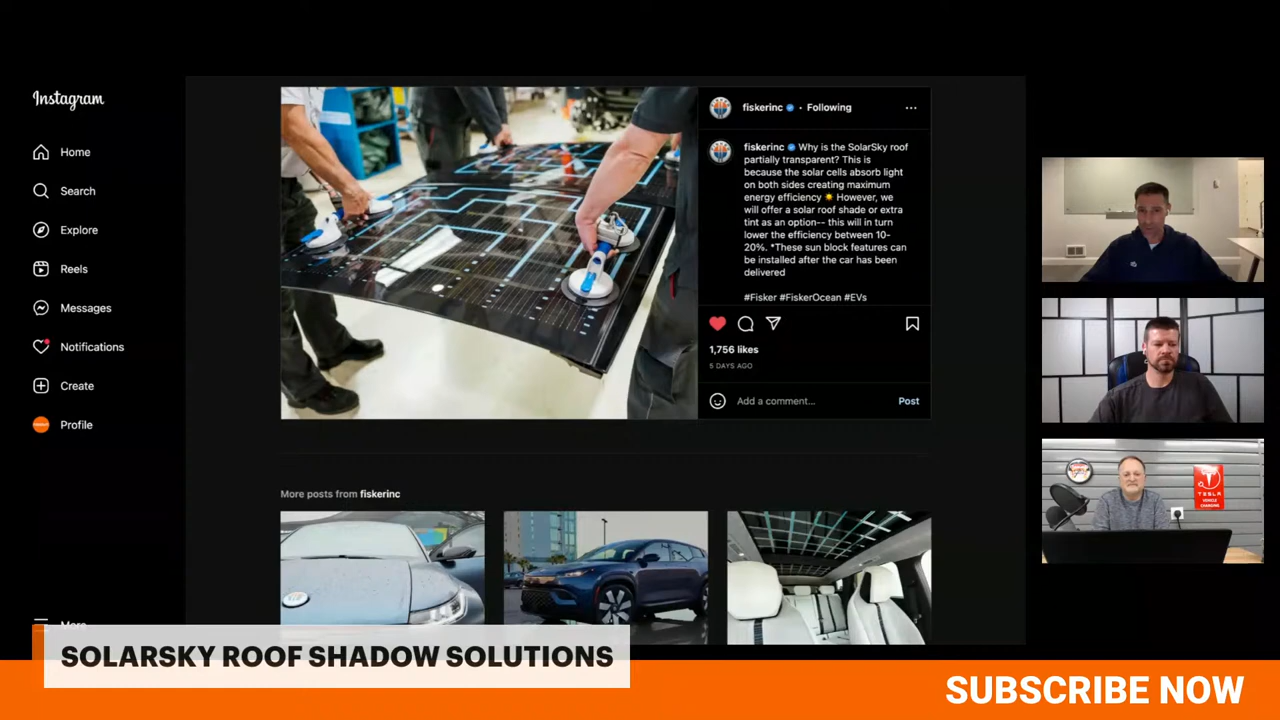 Instagram
Home
Search
Explore
Reels
Messages
Notifications
Create
Profile
More
fiskerinc • Following
fiskerinc Why is the SolarSky roof
partially transparent? This is
because the solar cells absorb light
on both sides creating maximum
energy efficiency ☀️ However, we
will offer a solar roof shade or extra
tint as an option-- this will in turn
lower the efficiency between 10-
20%. *These sun block features can
be installed after the car has been
delivered
#Fisker #FiskerOcean #EVs
1,756 likes
5 DAYS AGO
Add a comment... Post
More posts from fiskerinc
TESLA
SOLARSKY ROOF SHADOW SOLUTIONS
SUBSCRIBE NOW